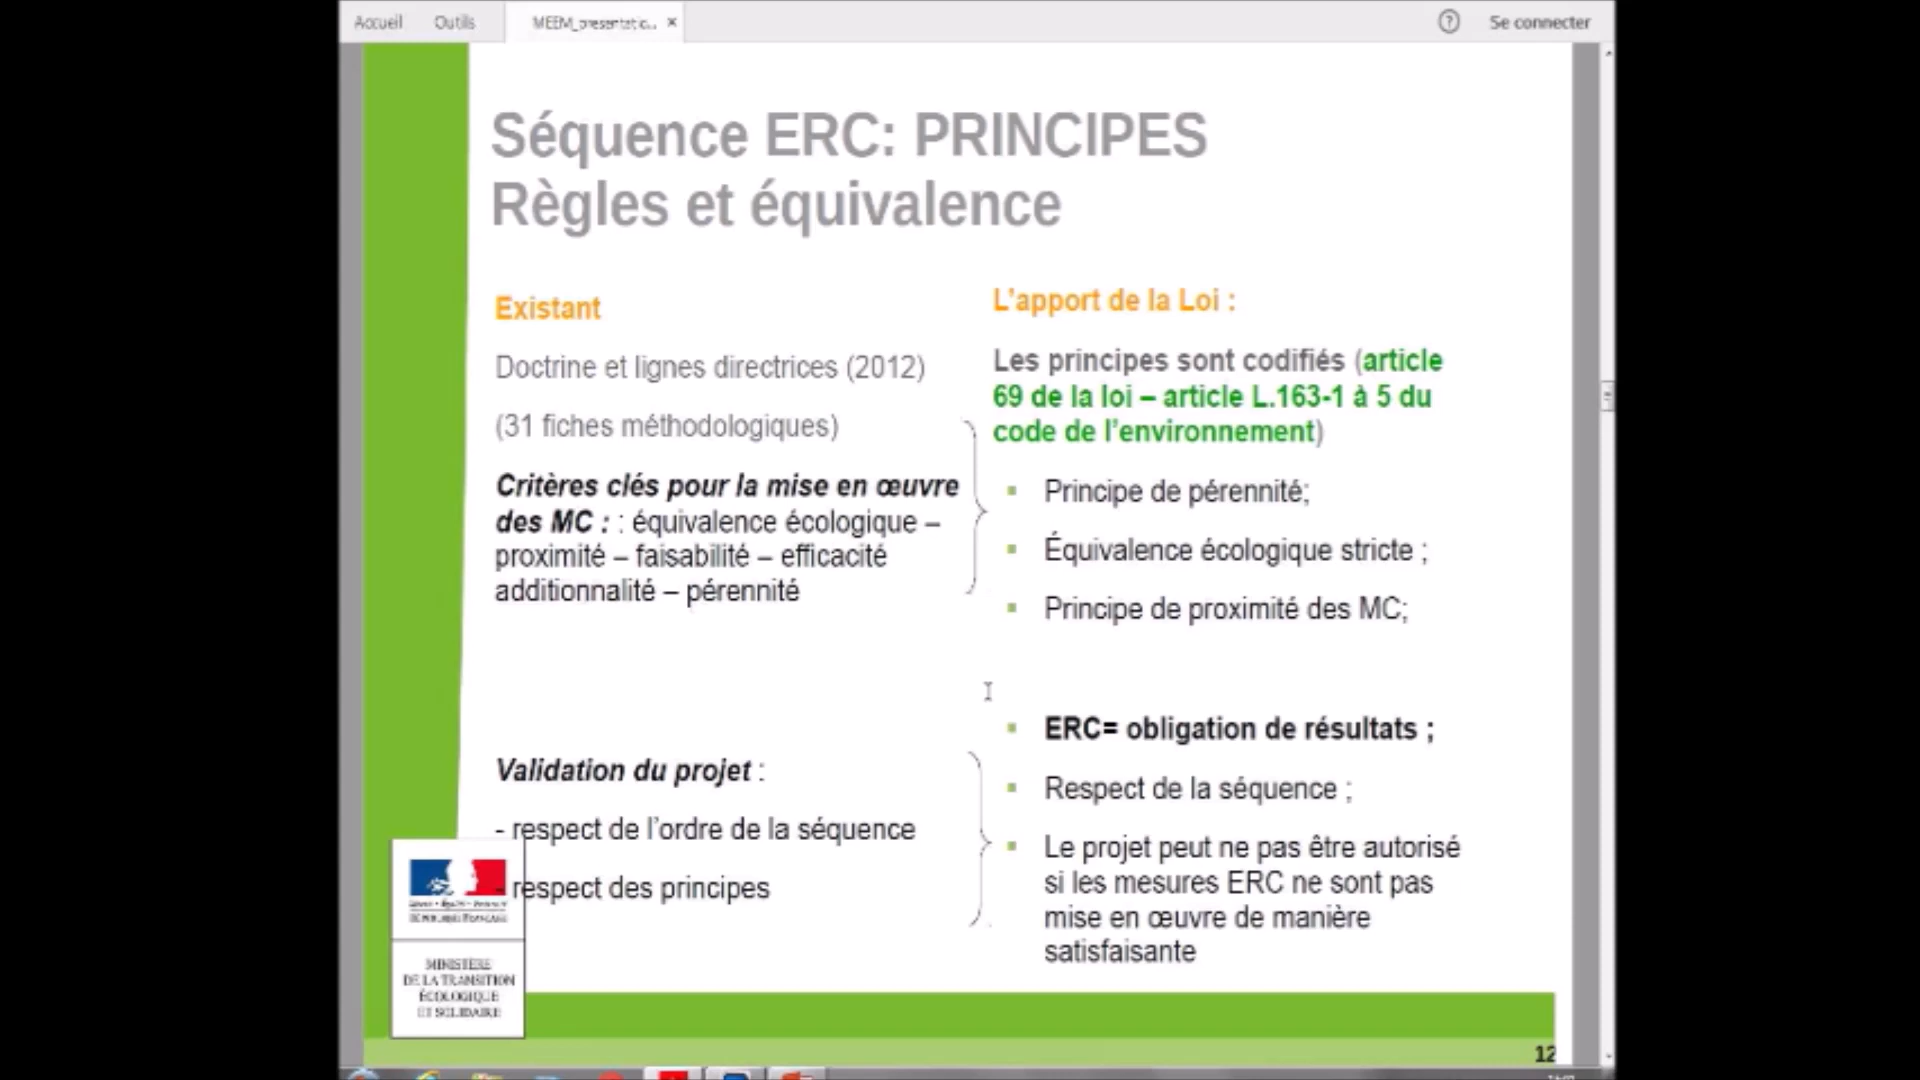 Accueil
Outils
MEEM_presentatio... ×
?
Se connecter
Séquence ERC: PRINCIPES
Règles et équivalence
Existant
Doctrine et lignes directrices (2012)
(31 fiches méthodologiques)
Critères clés pour la mise en œuvre
des MC : : équivalence écologique –
proximité – faisabilité – efficacité
additionnalité – pérennité
Validation du projet :
- respect de l'ordre de la séquence
- respect des principes
L'apport de la Loi :
Les principes sont codifiés (article
69 de la loi – article L.163-1 à 5 du
code de l'environnement)
Principe de pérennité;
Équivalence écologique stricte ;
Principe de proximité des MC;
ERC= obligation de résultats ;
Respect de la séquence ;
Le projet peut ne pas être autorisé
si les mesures ERC ne sont pas
mise en œuvre de manière
satisfaisante
RÉPUBLIQUE FRANÇAISE
MINISTÈRE
DE LA TRANSITION
ÉCOLOGIQUE
ET SOLIDAIRE
12